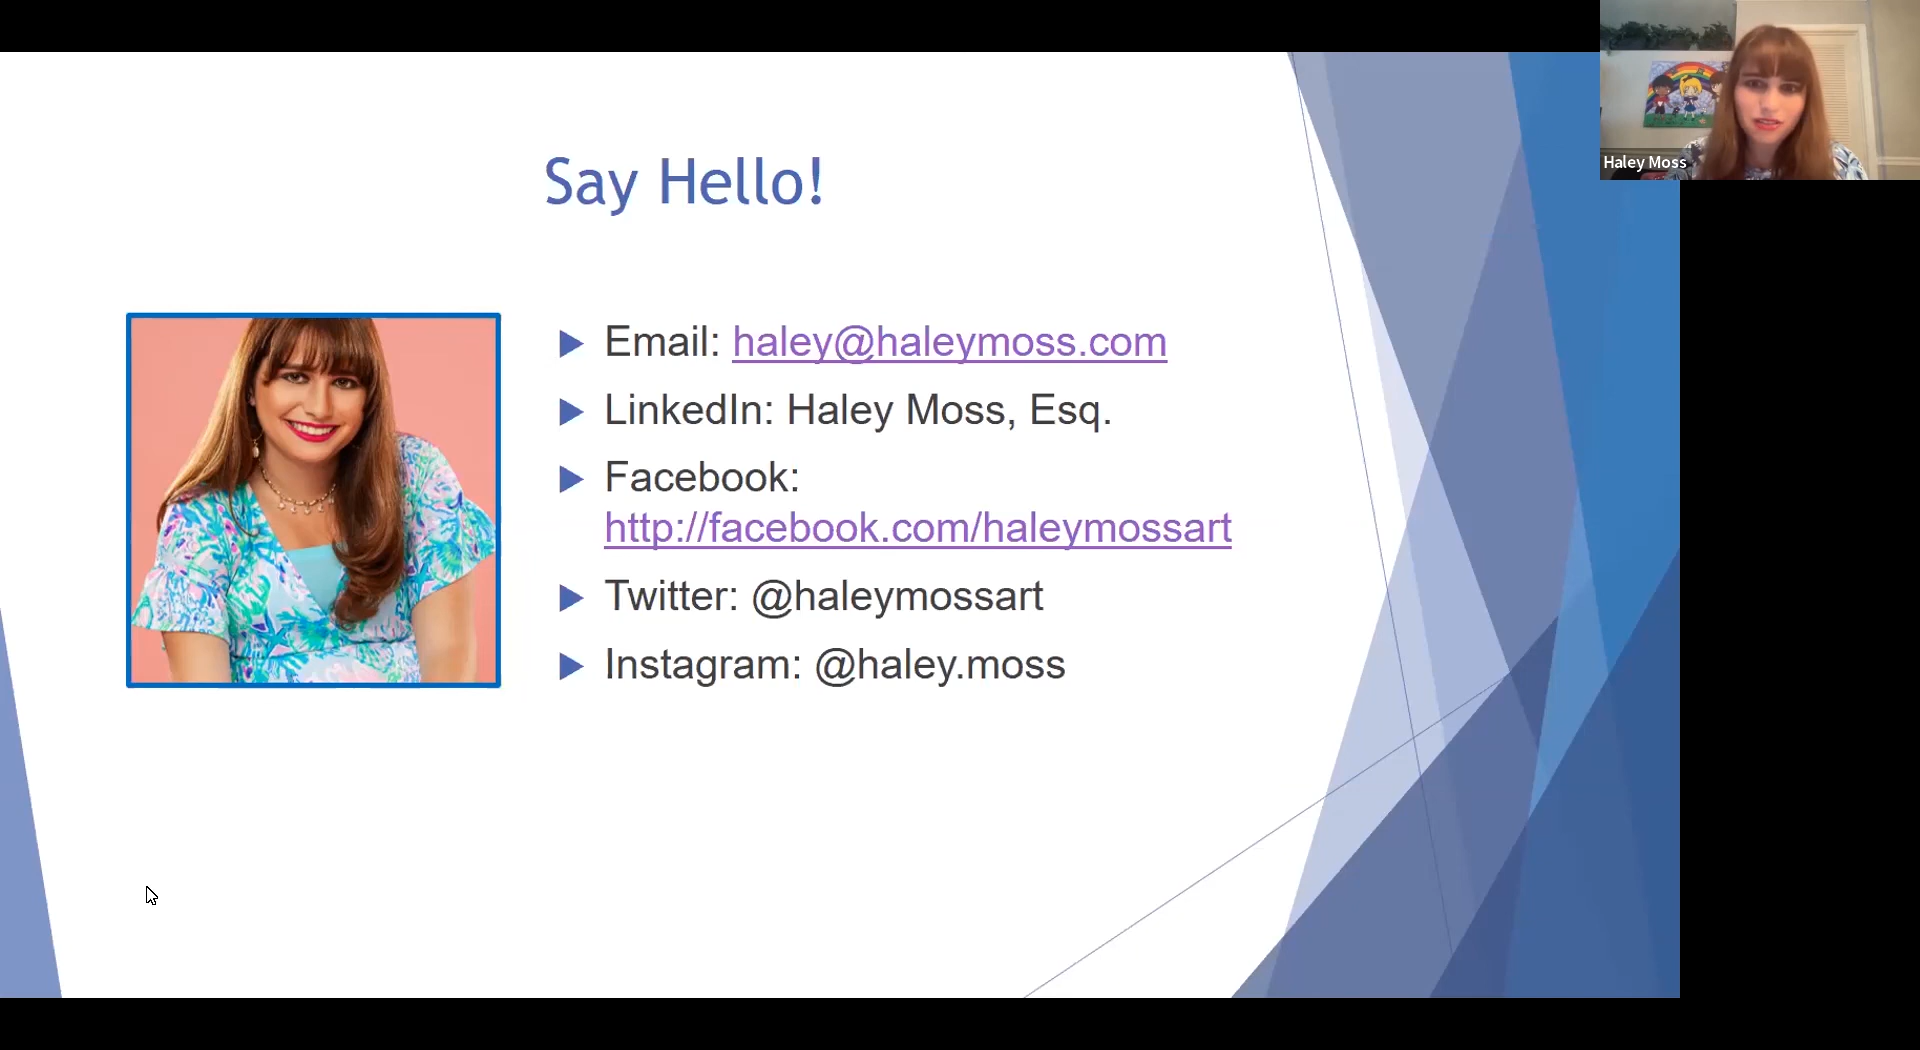 Say Hello!
Email: haley@haleymoss.com
LinkedIn: Haley Moss, Esq.
Facebook:
http://facebook.com/haleymossart
Twitter: @haleymossart
Instagram: @haley.moss
Haley Moss